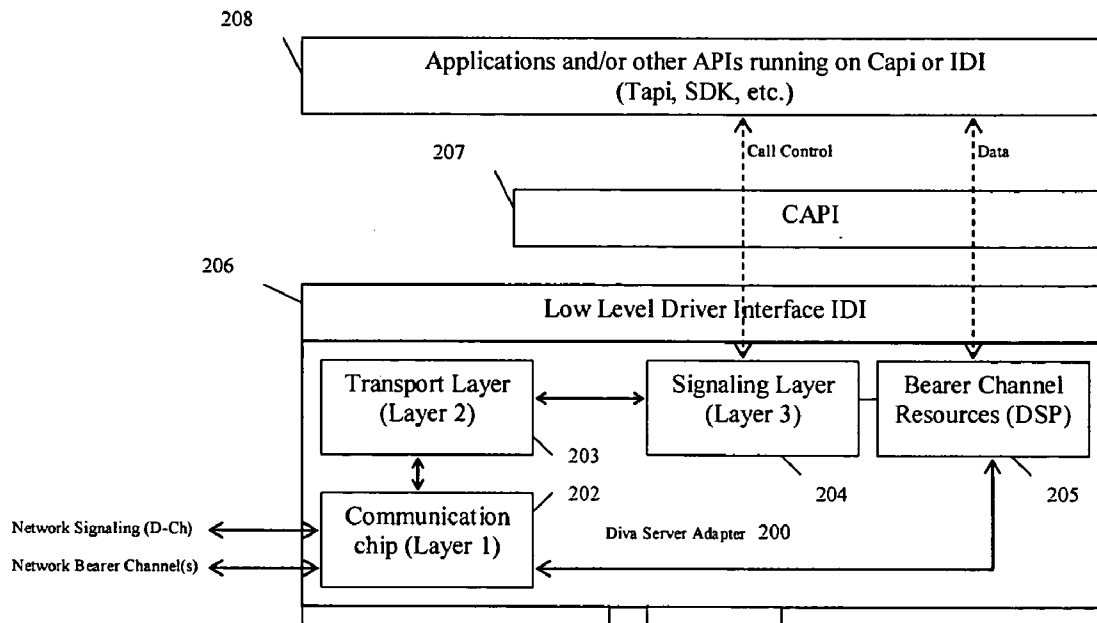 208
Applications and/or other APIs running on Capi or IDI
(Tapi, SDK, etc.)
207
Call Control
Data
CAPI
206
Low Level Driver Interface IDI
Transport Layer
(Layer 2)
Signaling Layer
(Layer 3)
Bearer Channel
Resources (DSP)
203
204
205
202
Communication
chip (Layer 1)
Network Signaling (D-Ch)
Diva Server Adapter 200
Network Bearer Channel(s)